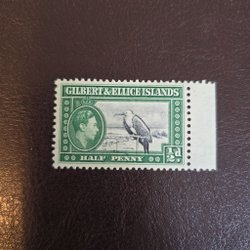 GILBERT & ELLICE ISLANDS
HALF PENNY
½d